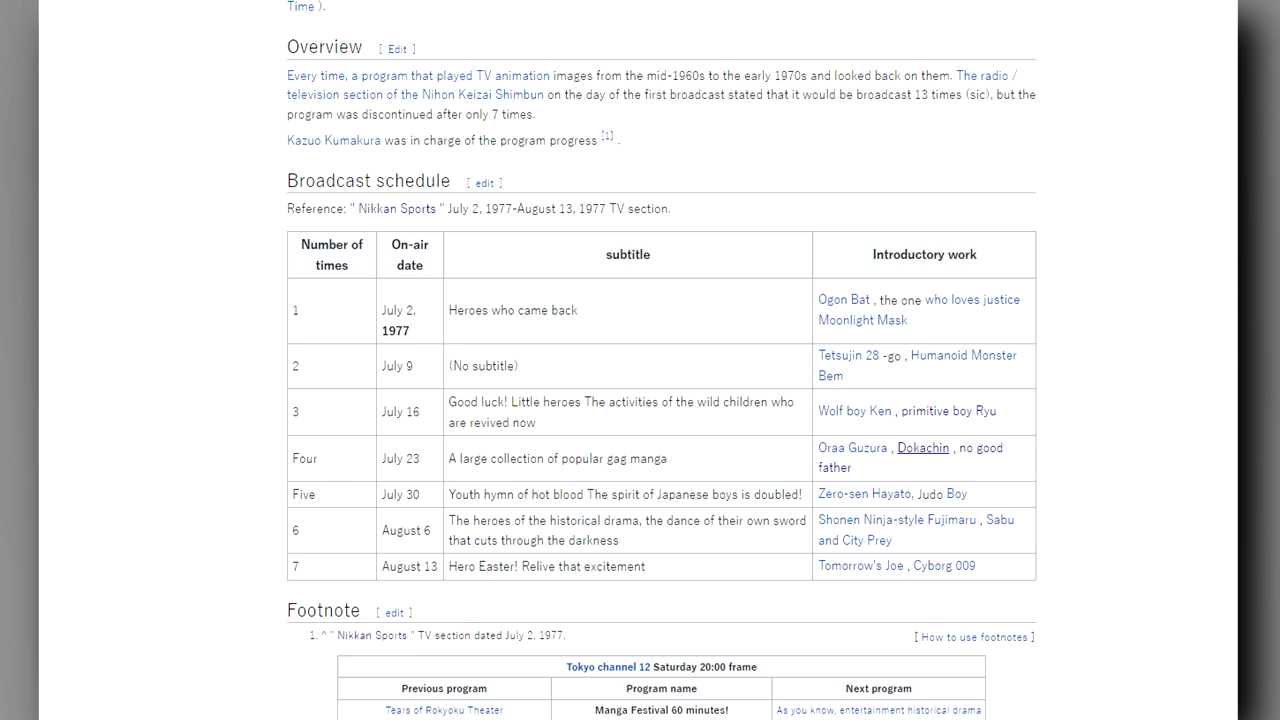 Time ).
Overview [ Edit ]
Every time, a program that played TV animation images from the mid-1960s to the early 1970s and looked back on them. The radio /
television section of the Nihon Keizai Shimbun on the day of the first broadcast stated that it would be broadcast 13 times (sic), but the
program was discontinued after only 7 times.
Kazuo Kumakura was in charge of the program progress [1] .
Broadcast schedule [ edit ]
Reference: " Nikkan Sports " July 2, 1977-August 13, 1977 TV section.
Number of times On-air date subtitle Introductory work
1 July 2, 1977 Heroes who came back Ogon Bat , the one who loves justice Moonlight Mask
2 July 9 (No subtitle) Tetsujin 28 -go , Humanoid Monster Bem
3 July 16 Good luck! Little heroes The activities of the wild children who are revived now Wolf boy Ken , primitive boy Ryu
Four July 23 A large collection of popular gag manga Oraa Guzura , Dokachin , no good father
Five July 30 Youth hymn of hot blood The spirit of Japanese boys is doubled! Zero-sen Hayato, Judo Boy
6 August 6 The heroes of the historical drama, the dance of their own sword that cuts through the darkness Shonen Ninja-style Fujimaru , Sabu and City Prey
7 August 13 Hero Easter! Relive that excitement Tomorrow's Joe , Cyborg 009
Footnote [ edit ]
1. ^ " Nikkan Sports " TV section dated July 2, 1977.
[ How to use footnotes ]
Tokyo channel 12 Saturday 20:00 frame
Previous program Program name Next program
Tears of Rokyoku Theater Manga Festival 60 minutes! As you know, entertainment historical drama